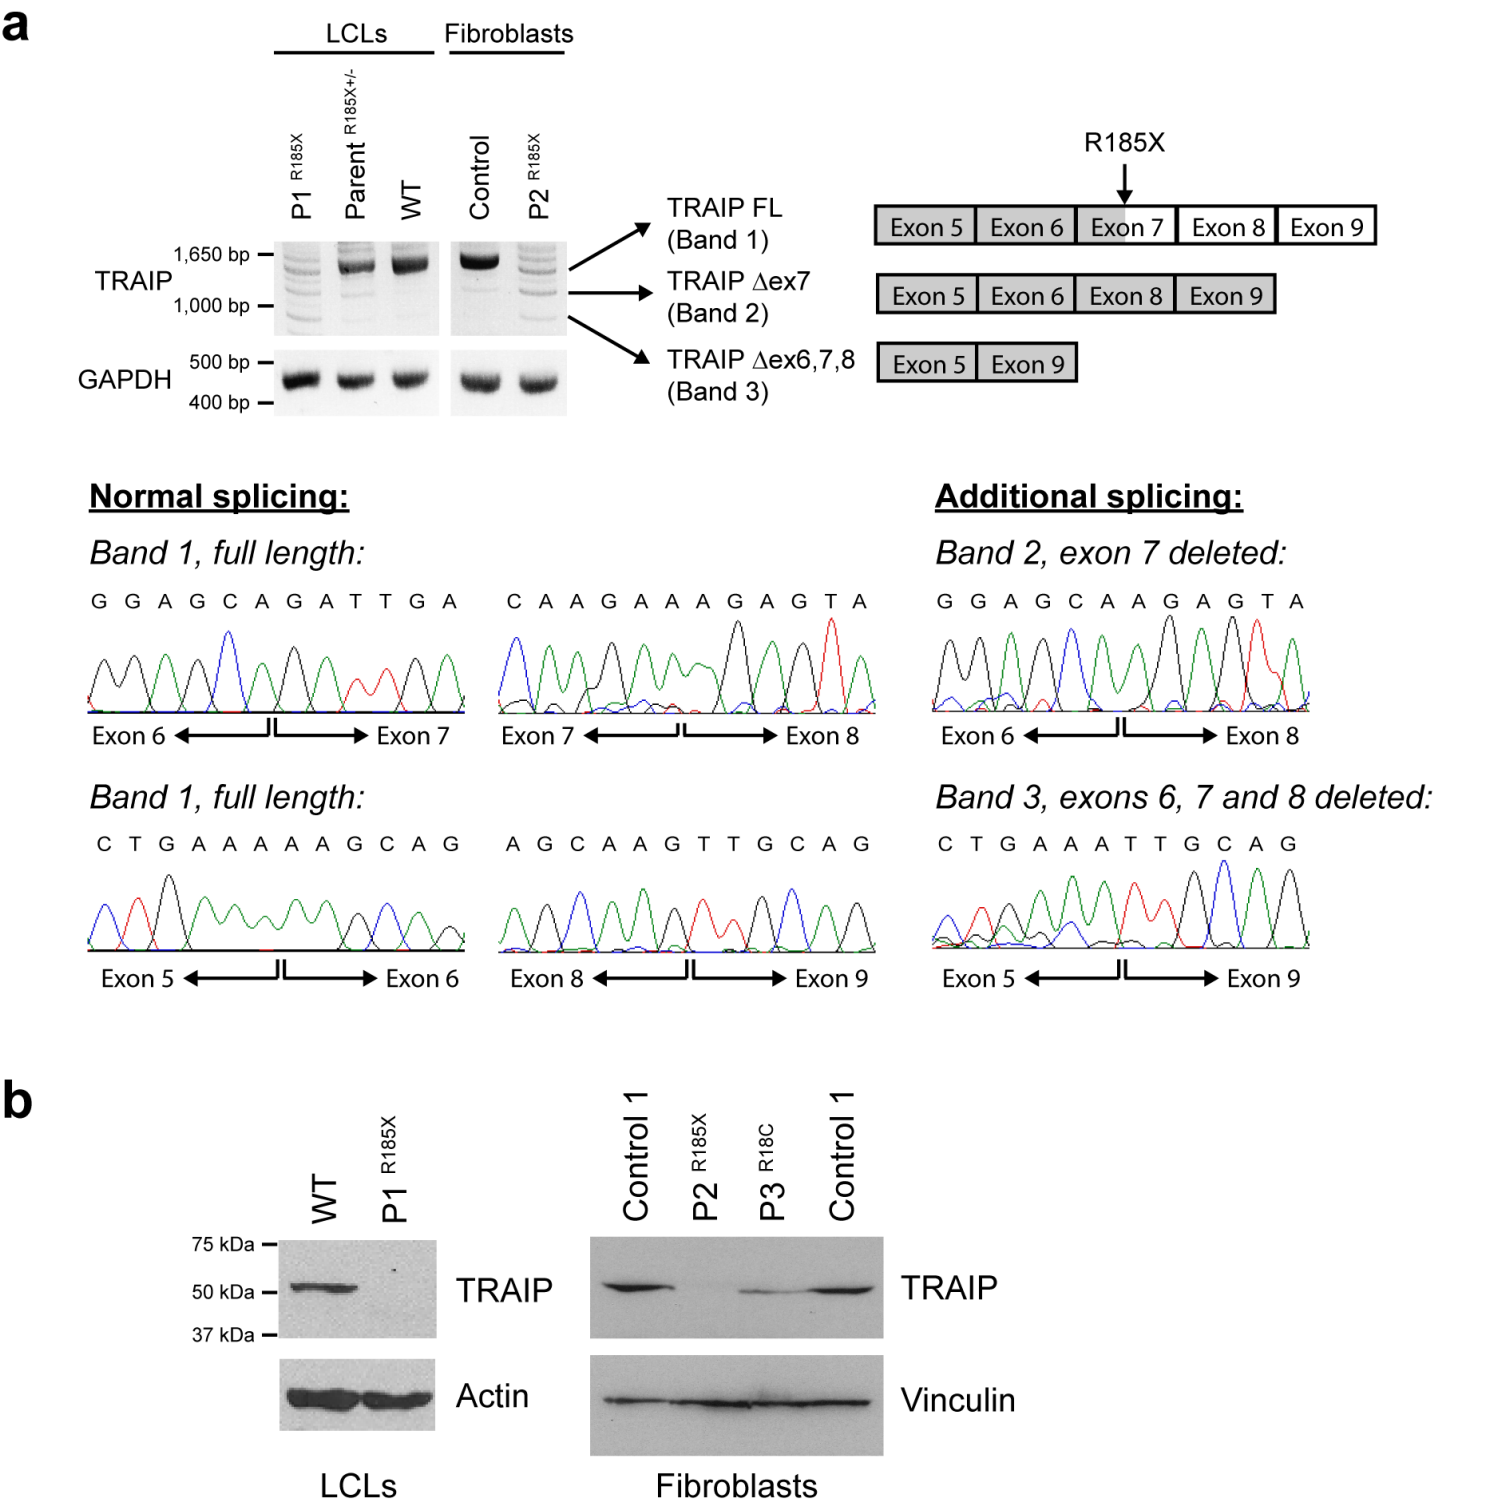 a
LCLs
Fibroblasts
P1 R185X
Parent R185X+/-
WT
Control
P2 R185X
1,650 bp
TRAIP
1,000 bp
500 bp
GAPDH
400 bp
TRAIP FL
(Band 1)
TRAIP Δex7
(Band 2)
TRAIP Δex6,7,8
(Band 3)
R185X
Exon 5 Exon 6 Exon 7 Exon 8 Exon 9
Exon 5 Exon 6 Exon 8 Exon 9
Exon 5 Exon 9
Normal splicing:
Additional splicing:
Band 1, full length:
Band 2, exon 7 deleted:
G G A G C A G A T T G A
C A A G A A A G A G T A
G G A G C A A G A G T A
Exon 6 Exon 7
Exon 7 Exon 8
Exon 6 Exon 8
Band 1, full length:
Band 3, exons 6, 7 and 8 deleted:
C T G A A A A A G C A G
A G C A A G T T G C A G
C T G A A A T T G C A G
Exon 5 Exon 6
Exon 8 Exon 9
Exon 5 Exon 9
b
WT
P1 R185X
Control 1
P2 R185X
P3 R18C
Control 1
75 kDa
50 kDa
37 kDa
TRAIP
TRAIP
Actin
Vinculin
LCLs
Fibroblasts